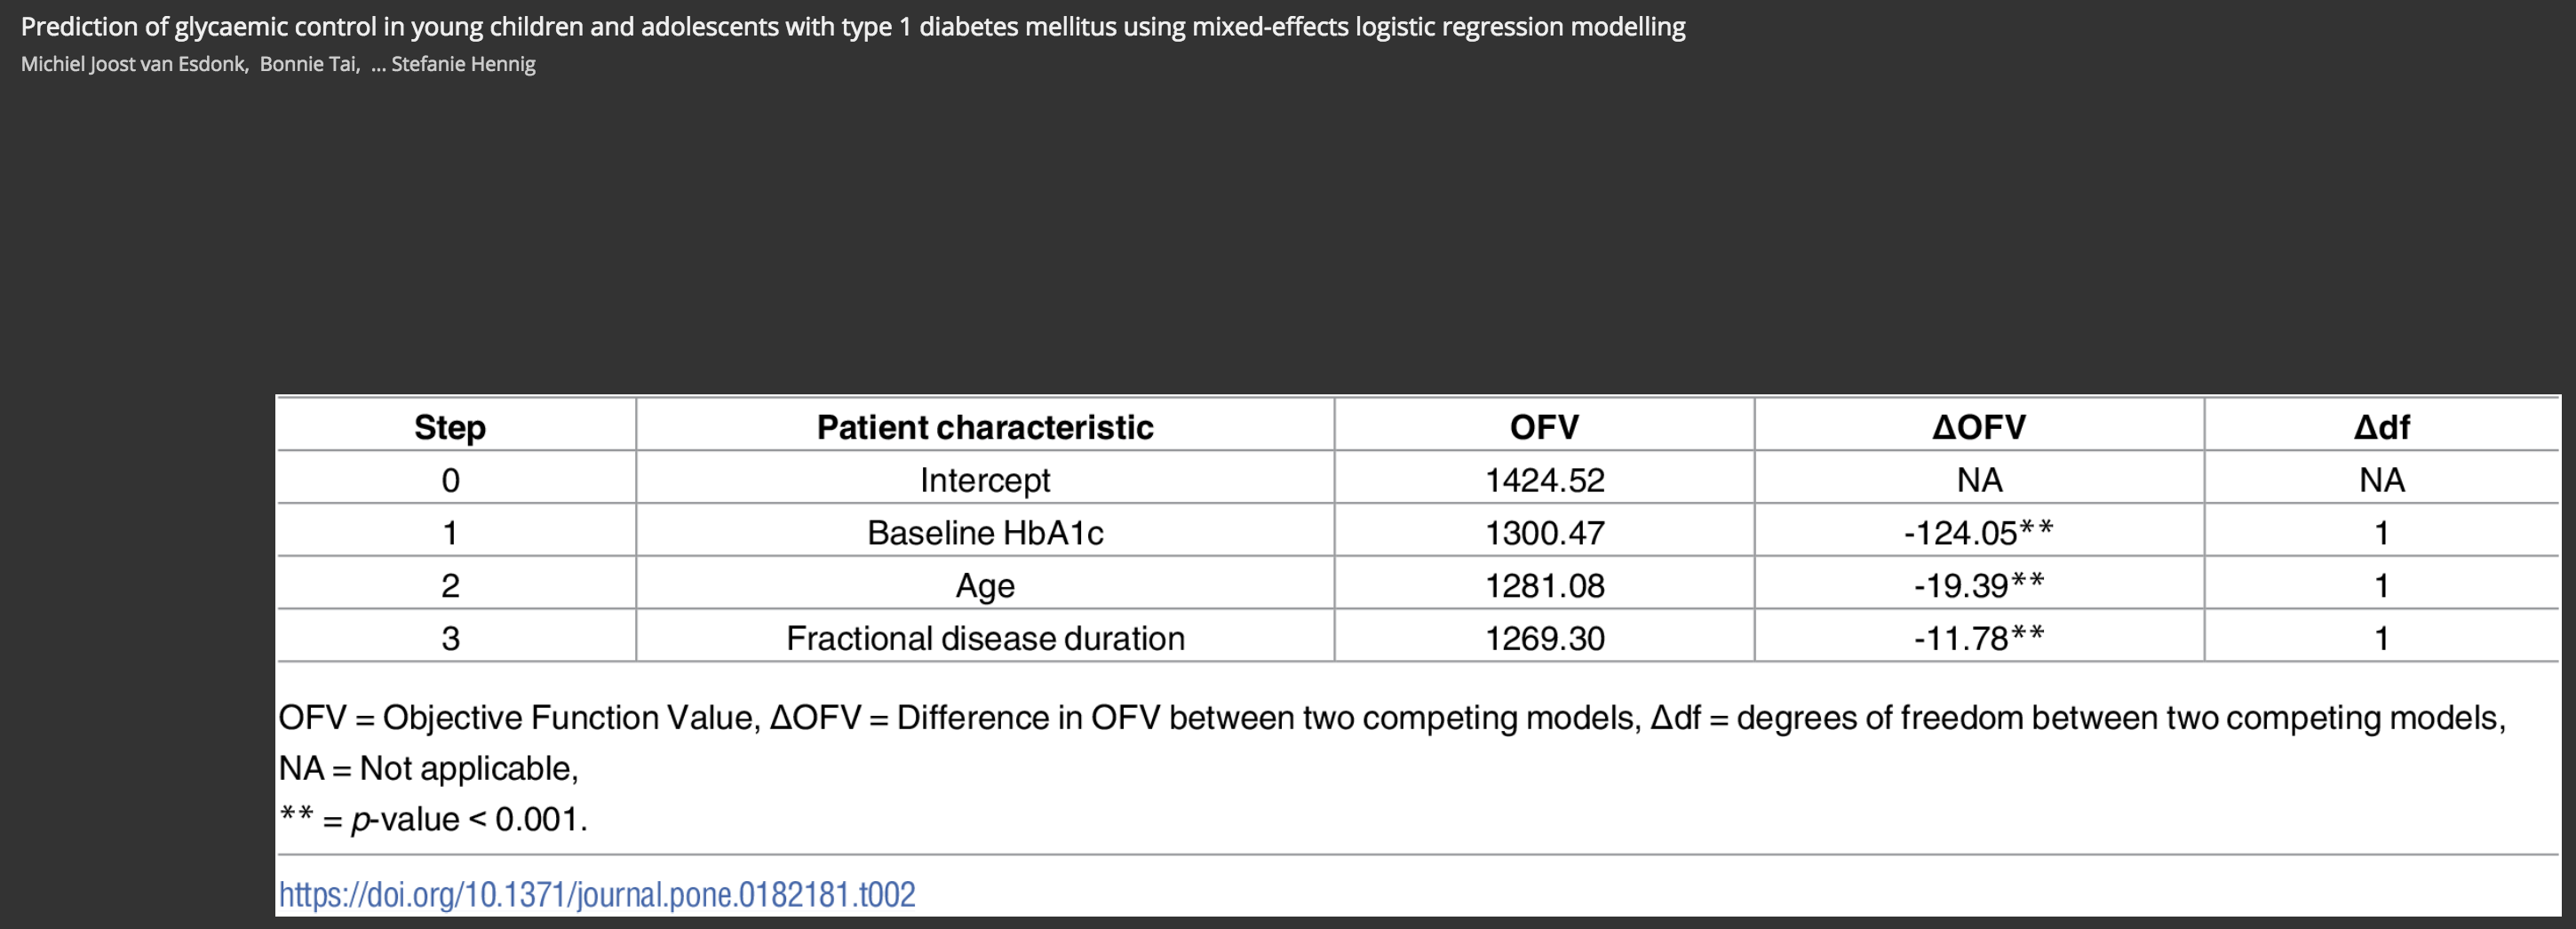 Prediction of glycaemic control in young children and adolescents with type 1 diabetes mellitus using mixed-effects logistic regression modelling
Michiel Joost van Esdonk, Bonnie Tai, ... Stefanie Hennig
Step Patient characteristic OFV ΔOFV Δdf
0 Intercept 1424.52 NA NA
1 Baseline HbA1c 1300.47 -124.05** 1
2 Age 1281.08 -19.39** 1
3 Fractional disease duration 1269.30 -11.78** 1
OFV = Objective Function Value, ΔOFV = Difference in OFV between two competing models, Δdf = degrees of freedom between two competing models,
NA = Not applicable,
** = p-value < 0.001.
https://doi.org/10.1371/journal.pone.0182181.t002